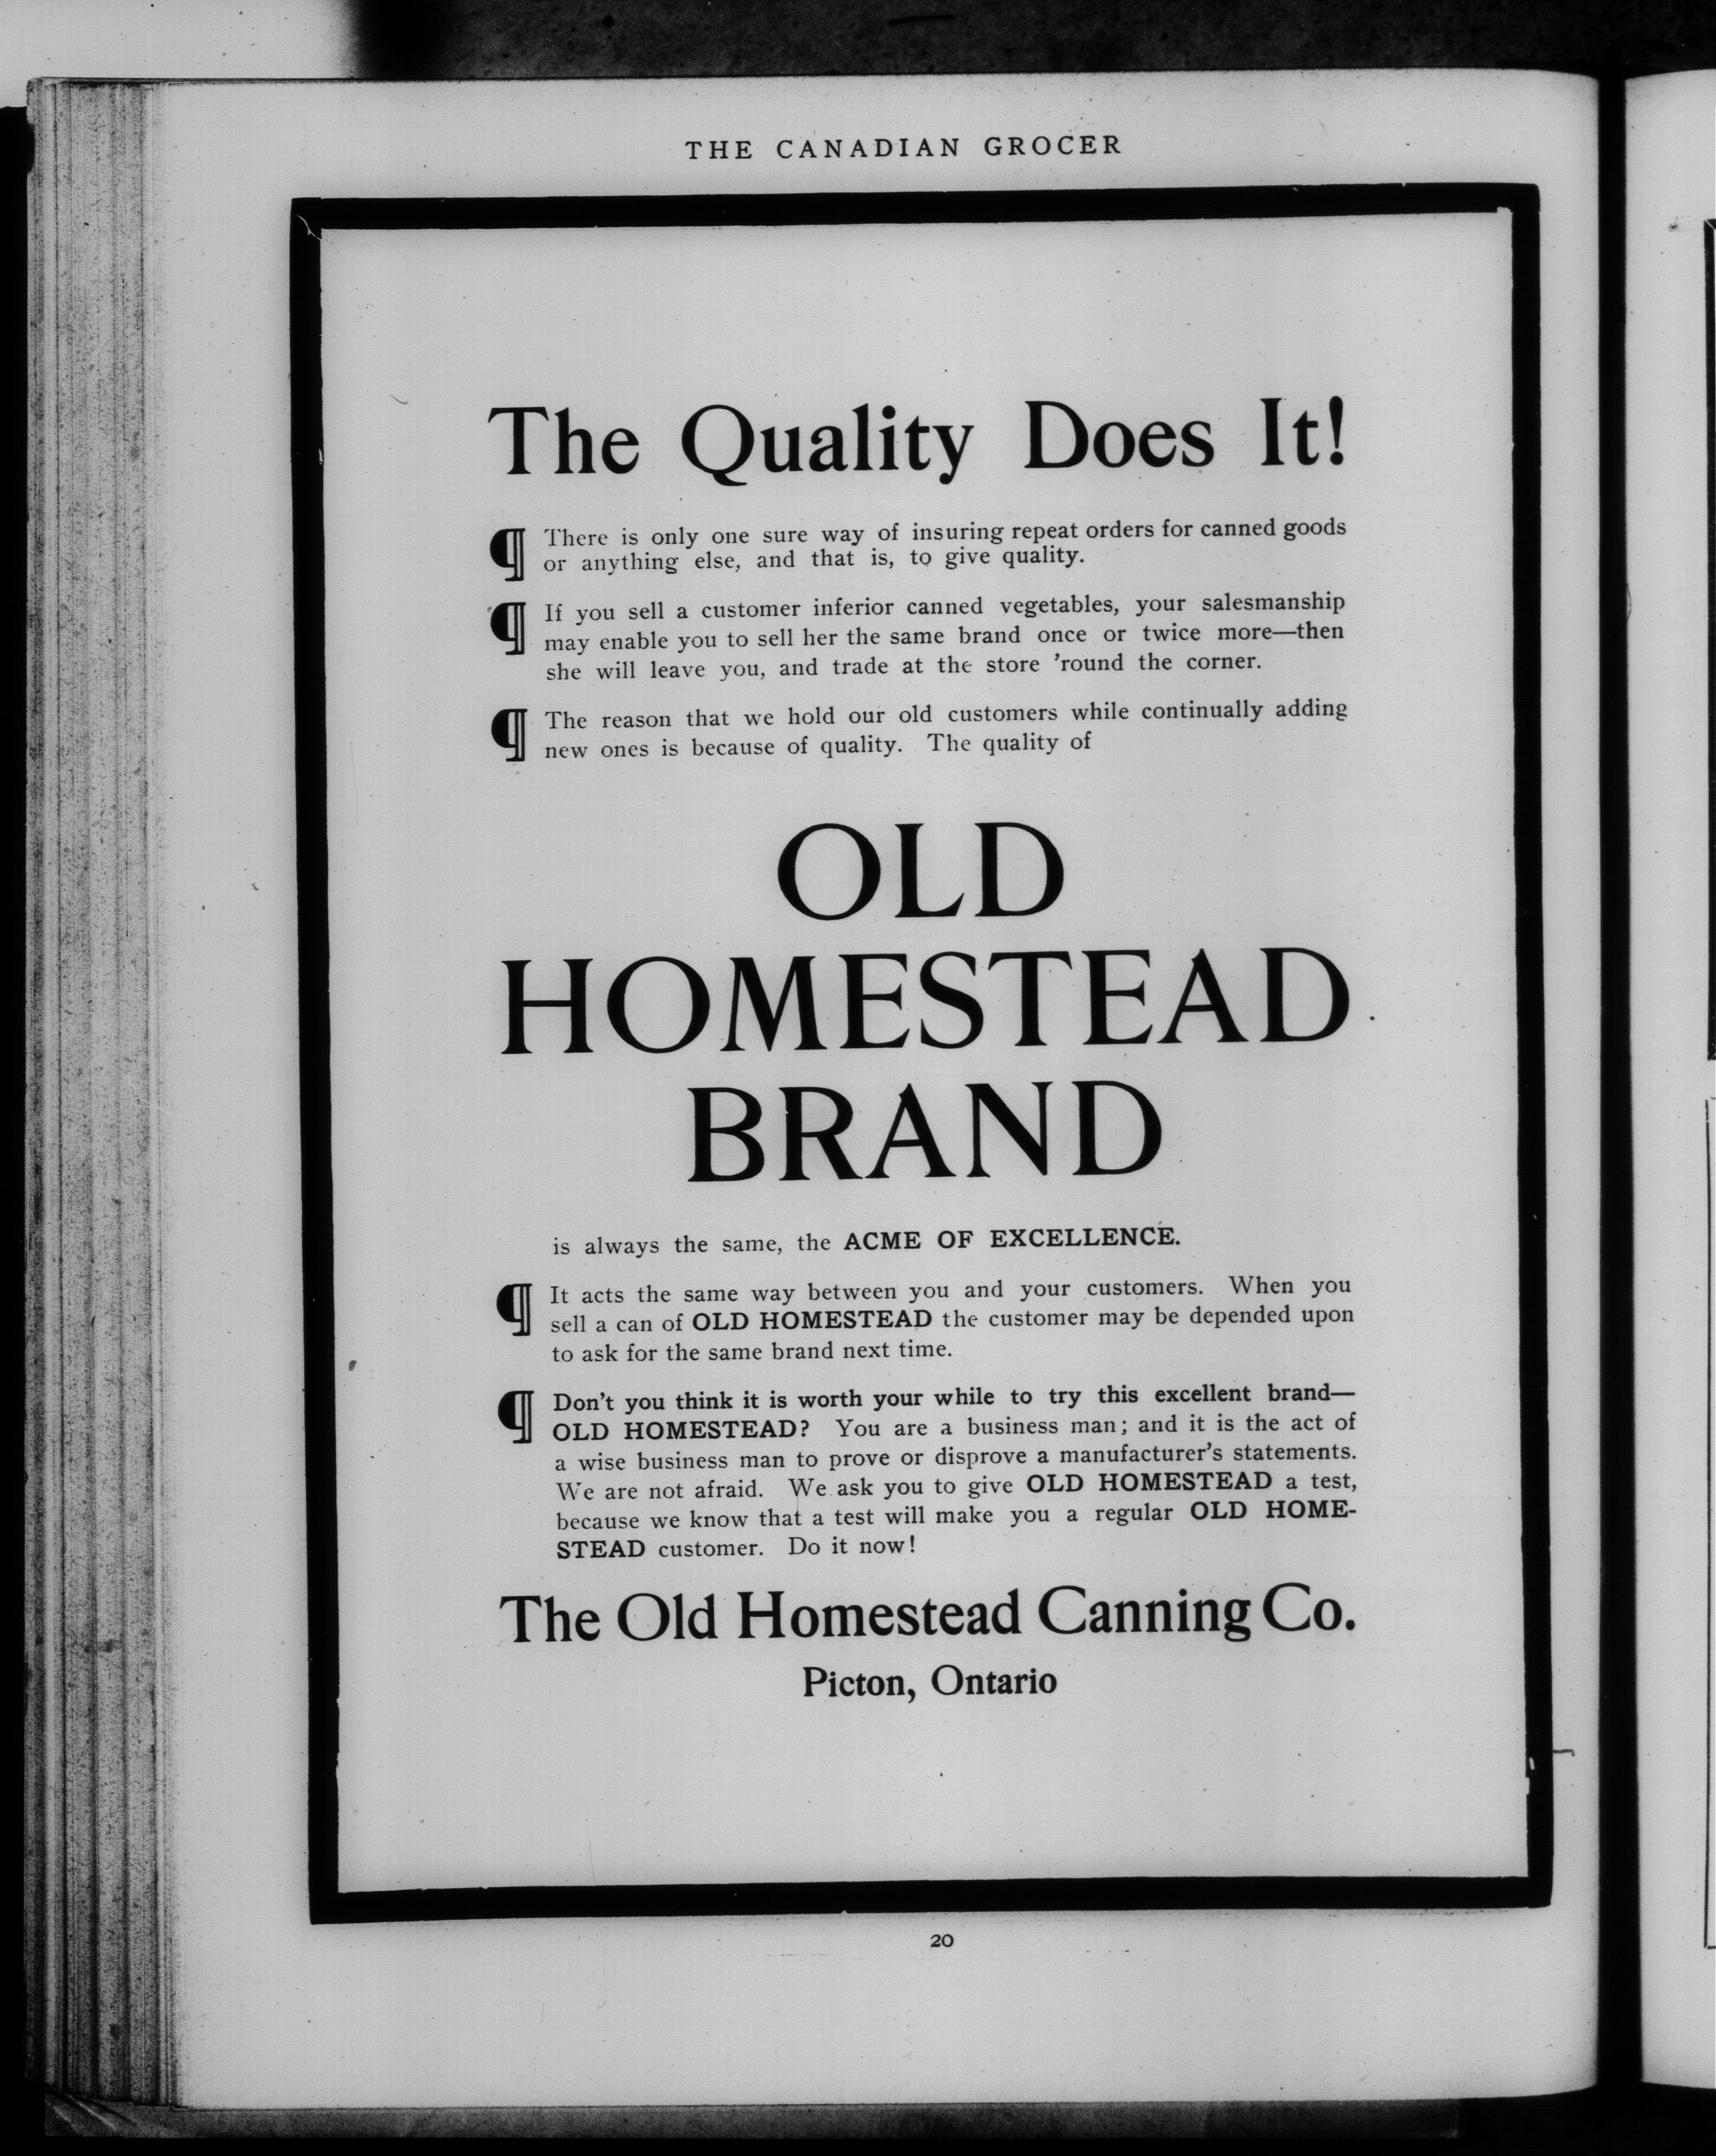 THE CANADIAN GROCER
The Quality Does It!
¶ There is only one sure way of insuring repeat orders for canned goods
or anything else, and that is, to give quality.
¶ If you sell a customer inferior canned vegetables, your salesmanship
may enable you to sell her the same brand once or twice more—then
she will leave you, and trade at the store 'round the corner.
¶ The reason that we hold our old customers while continually adding
new ones is because of quality. The quality of
OLD
HOMESTEAD
BRAND
is always the same, the ACME OF EXCELLENCE.
¶ It acts the same way between you and your customers. When you
sell a can of OLD HOMESTEAD the customer may be depended upon
to ask for the same brand next time.
¶ Don't you think it is worth your while to try this excellent brand—
OLD HOMESTEAD? You are a business man; and it is the act of
a wise business man to prove or disprove a manufacturer's statements.
We are not afraid. We ask you to give OLD HOMESTEAD a test,
because we know that a test will make you a regular OLD HOME-
STEAD customer. Do it now!
The Old Homestead Canning Co.
Picton, Ontario
20